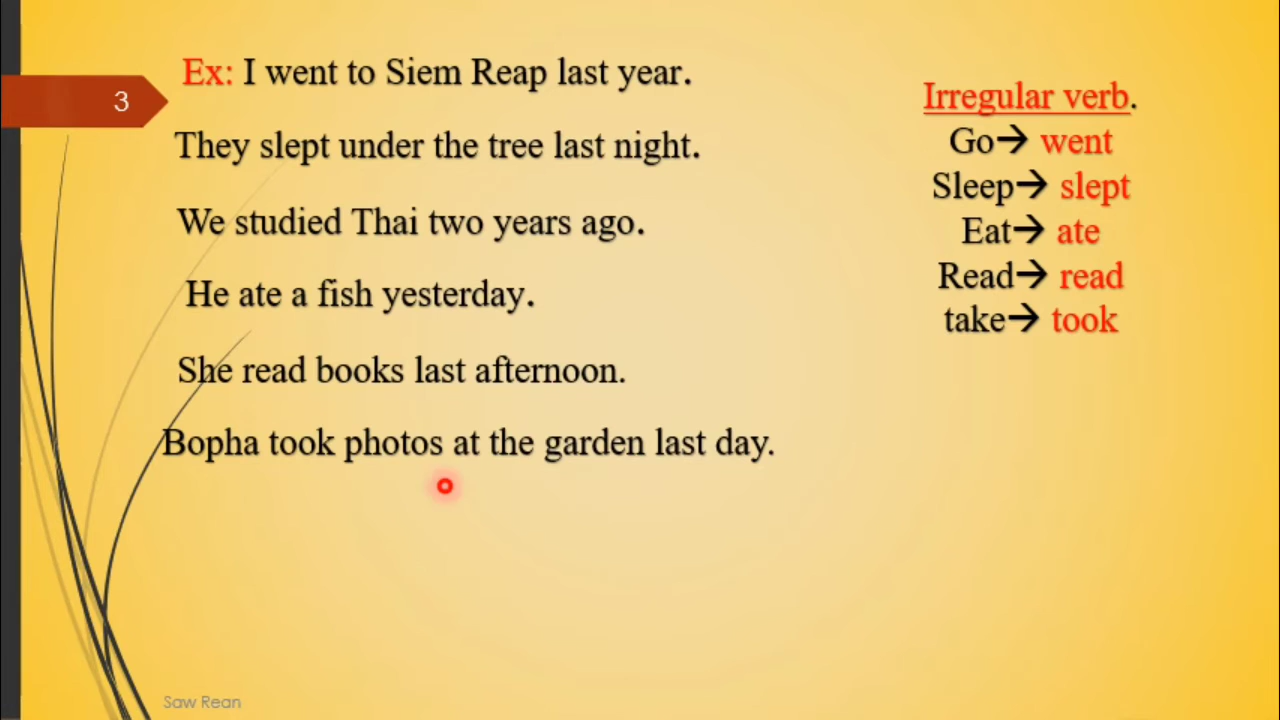 3
Ex: I went to Siem Reap last year.
They slept under the tree last night.
We studied Thai two years ago.
He ate a fish yesterday.
She read books last afternoon.
Bopha took photos at the garden last day.
Irregular verb.
Go→ went
Sleep→ slept
Eat→ ate
Read→ read
take→ took
Saw Rean